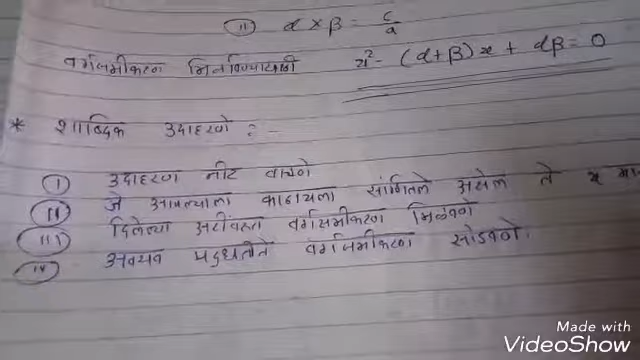 (ii) α × β = c/a
वर्गसमीकरण मिळविण्यासाठी x² - (α+β)x + αβ = 0
* शाब्दिक उदाहरणे :-
(I) उदाहरण नीट वाचणे
(II) जे आपल्याला काढायला सांगितले असेल ते x
(III) दिलेल्या अटींवरून वर्गसमीकरण मिळवणे
(IV) अवयव पद्धतीने वर्गसमीकरण सोडवणे.
Made with
VideoShow